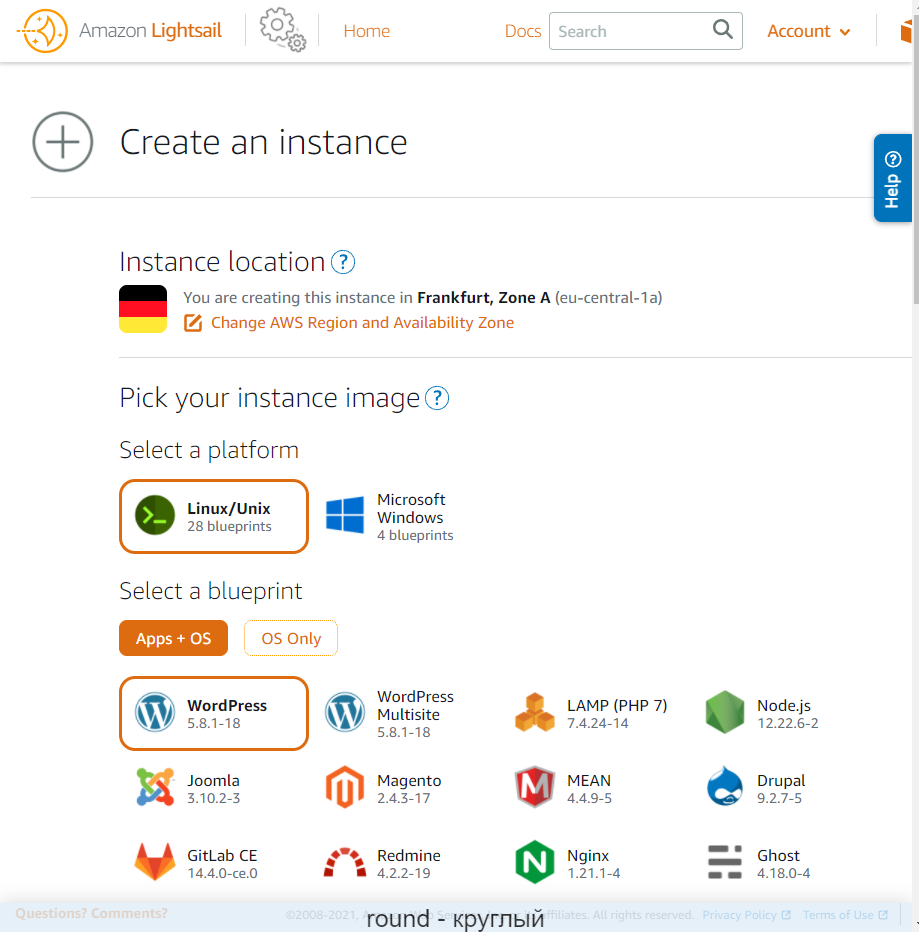 Amazon Lightsail
Home
Docs
Search
Account
Create an instance
Help ?
Instance location ?
You are creating this instance in Frankfurt, Zone A (eu-central-1a)
Change AWS Region and Availability Zone
Pick your instance image ?
Select a platform
Linux/Unix
28 blueprints
Microsoft
Windows
4 blueprints
Select a blueprint
Apps + OS
OS Only
WordPress
5.8.1-18
WordPress
Multisite
5.8.1-18
LAMP (PHP 7)
7.4.24-14
Node.js
12.22.6-2
Joomla
3.10.2-3
Magento
2.4.3-17
MEAN
4.4.9-5
Drupal
9.2.7-5
GitLab CE
14.4.0-ce.0
Redmine
4.2.2-19
Nginx
1.21.1-4
Ghost
4.18.0-4
Questions? Comments?
©2008-2021, affiliates. All rights reserved.
Privacy Policy
Terms of Use
round - круглый